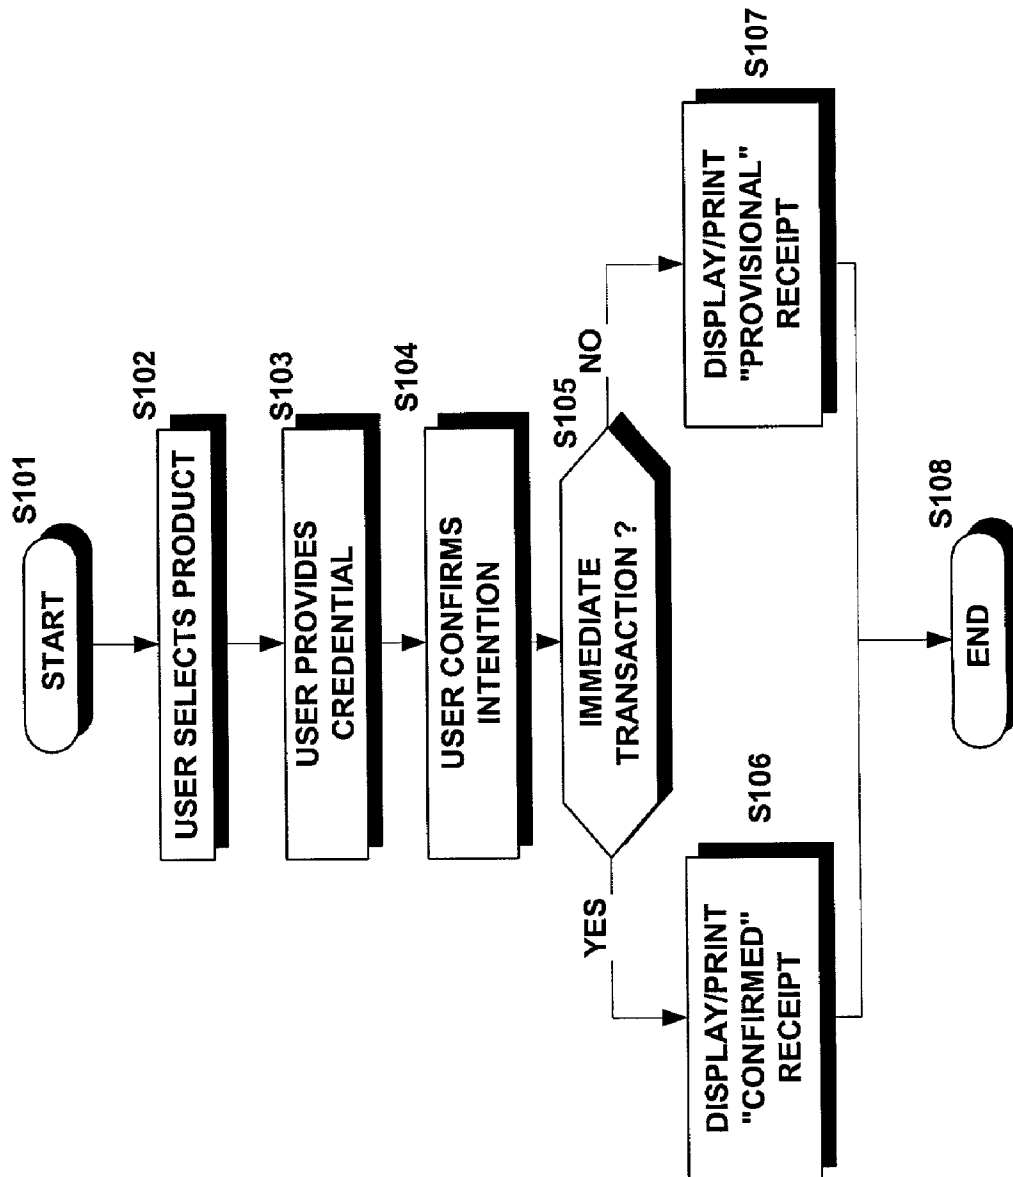 START
S101
USER SELECTS PRODUCT
S102
USER PROVIDES
CREDENTIAL
S103
USER CONFIRMS
INTENTION
S104
IMMEDIATE
TRANSACTION ?
S105
YES
NO
DISPLAY/PRINT
"CONFIRMED"
RECEIPT
S106
DISPLAY/PRINT
"PROVISIONAL"
RECEIPT
S107
END
S108